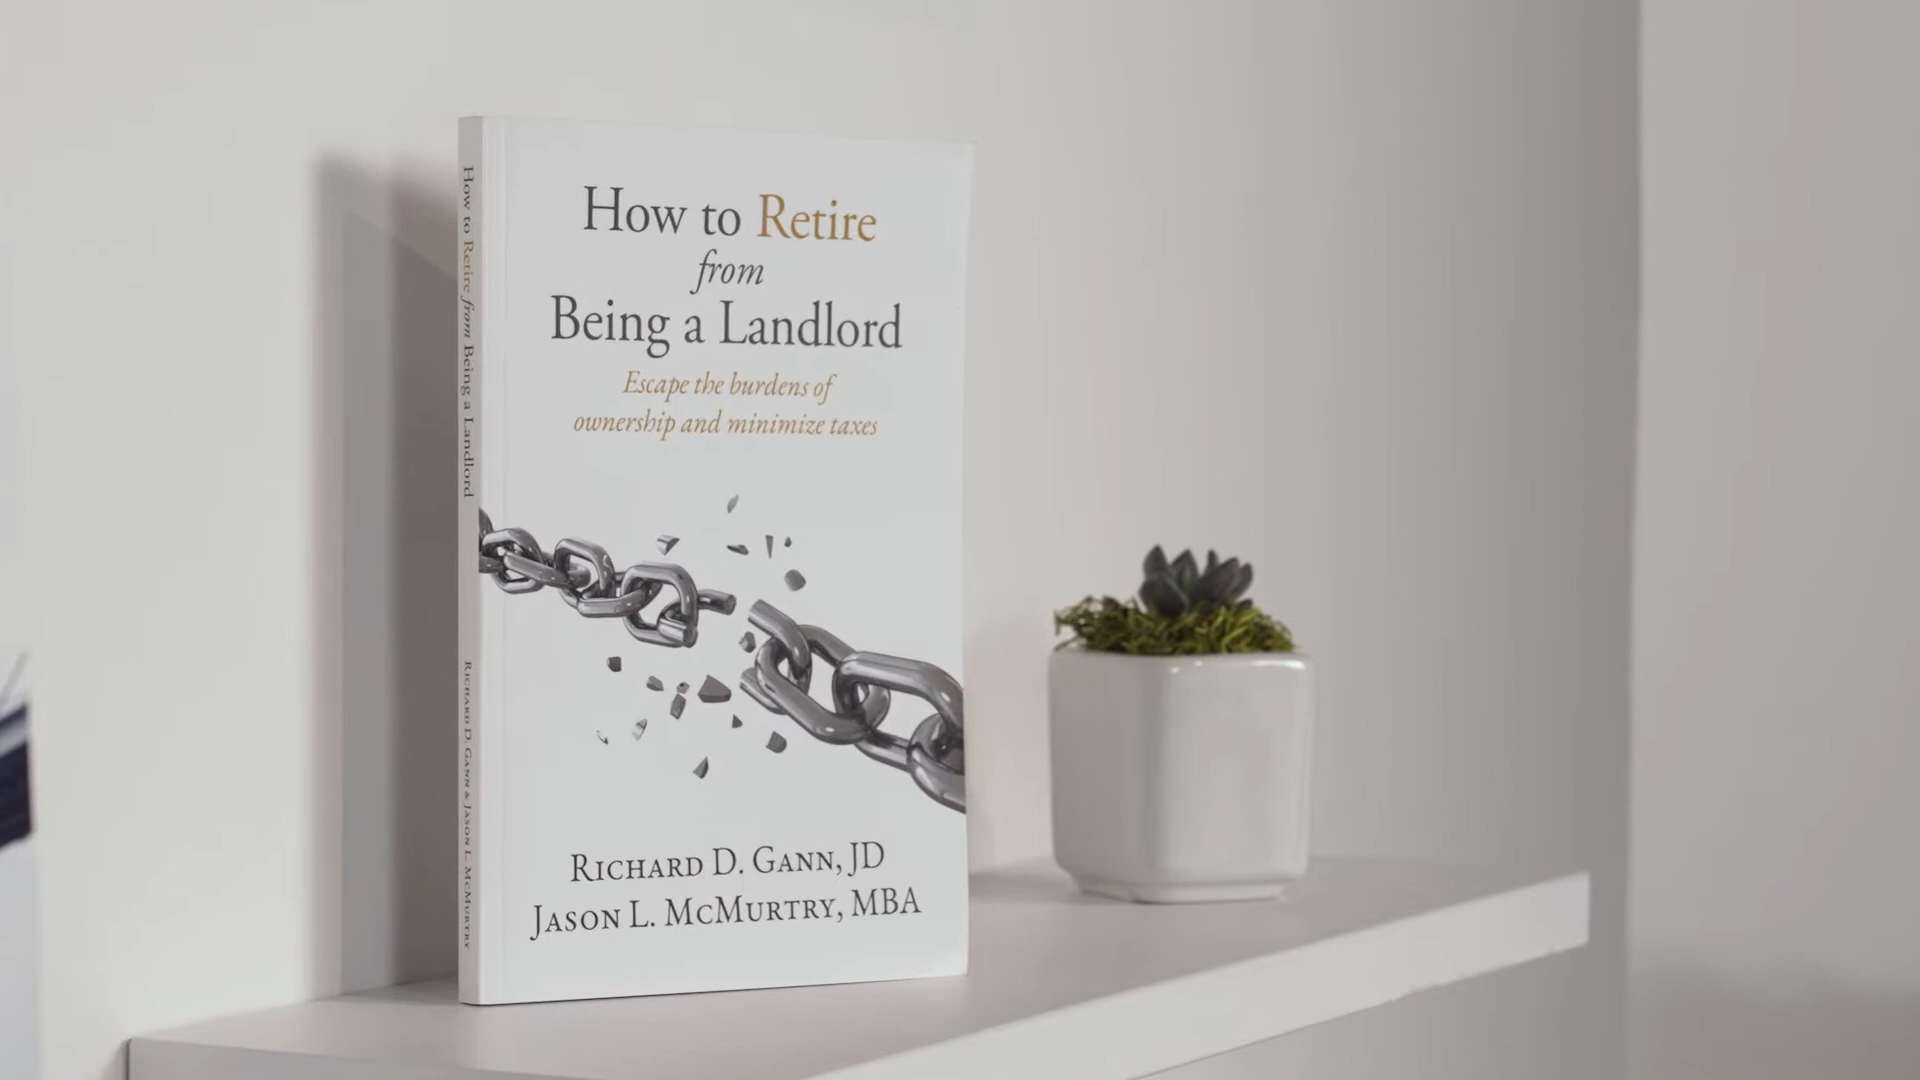 How to Retire
from
Being a Landlord
Escape the burdens of
ownership and minimize taxes
Richard D. Gann, JD
Jason L. McMurtry, MBA
How to Retire from Being a Landlord
Richard D. Gann & Jason L. McMurtry